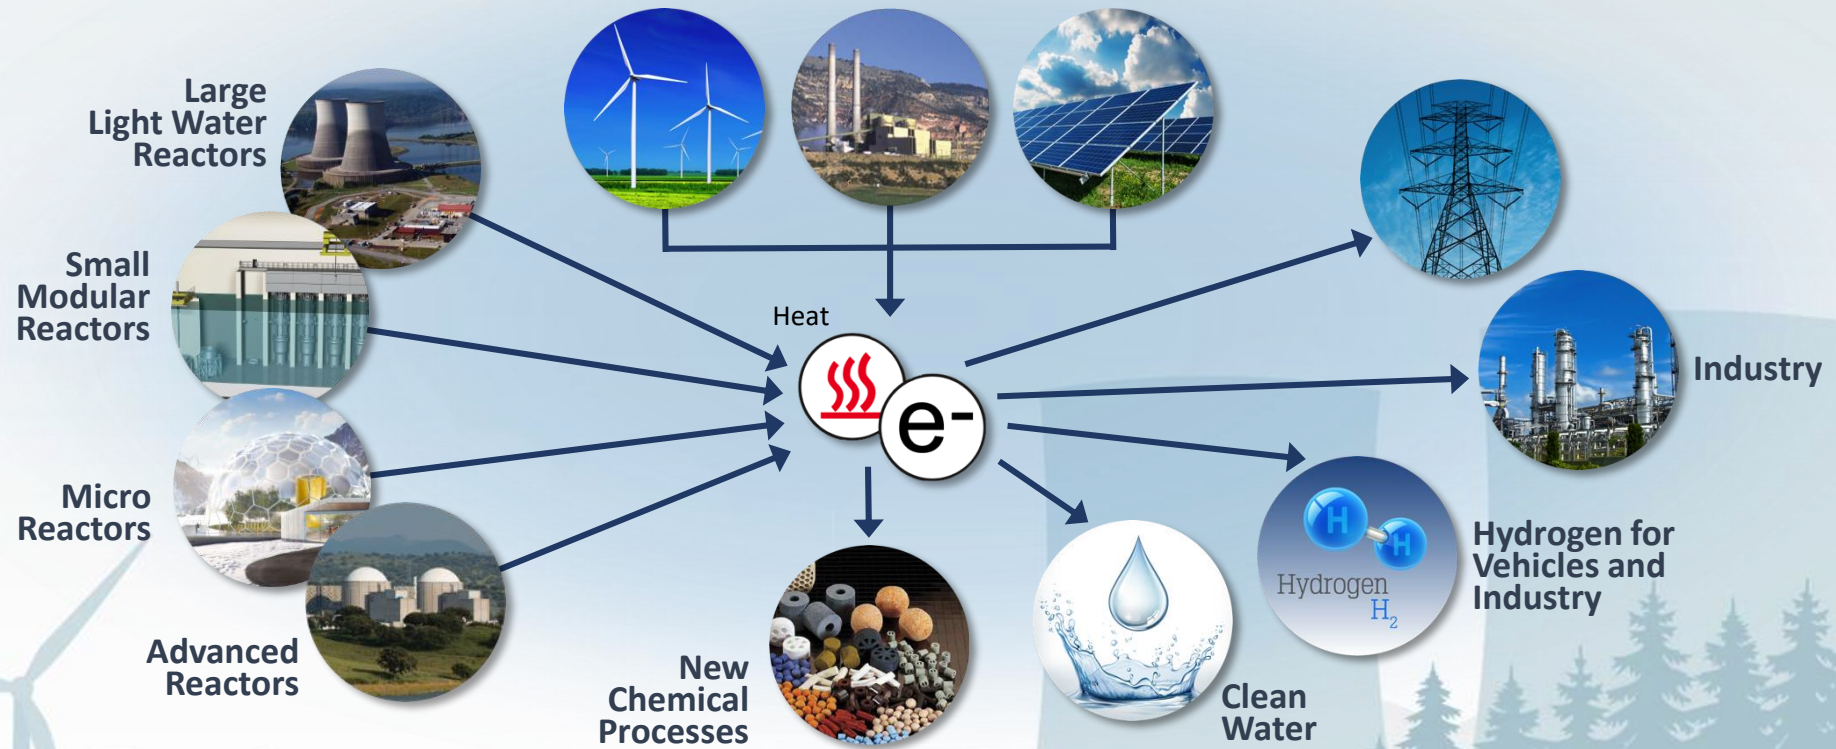 Large
Light Water
Reactors
Small
Modular
Reactors
Micro
Reactors
Advanced
Reactors
Heat
e-
New
Chemical
Processes
Clean
Water
H
H
Hydrogen
H2
Hydrogen for
Vehicles and
Industry
Industry